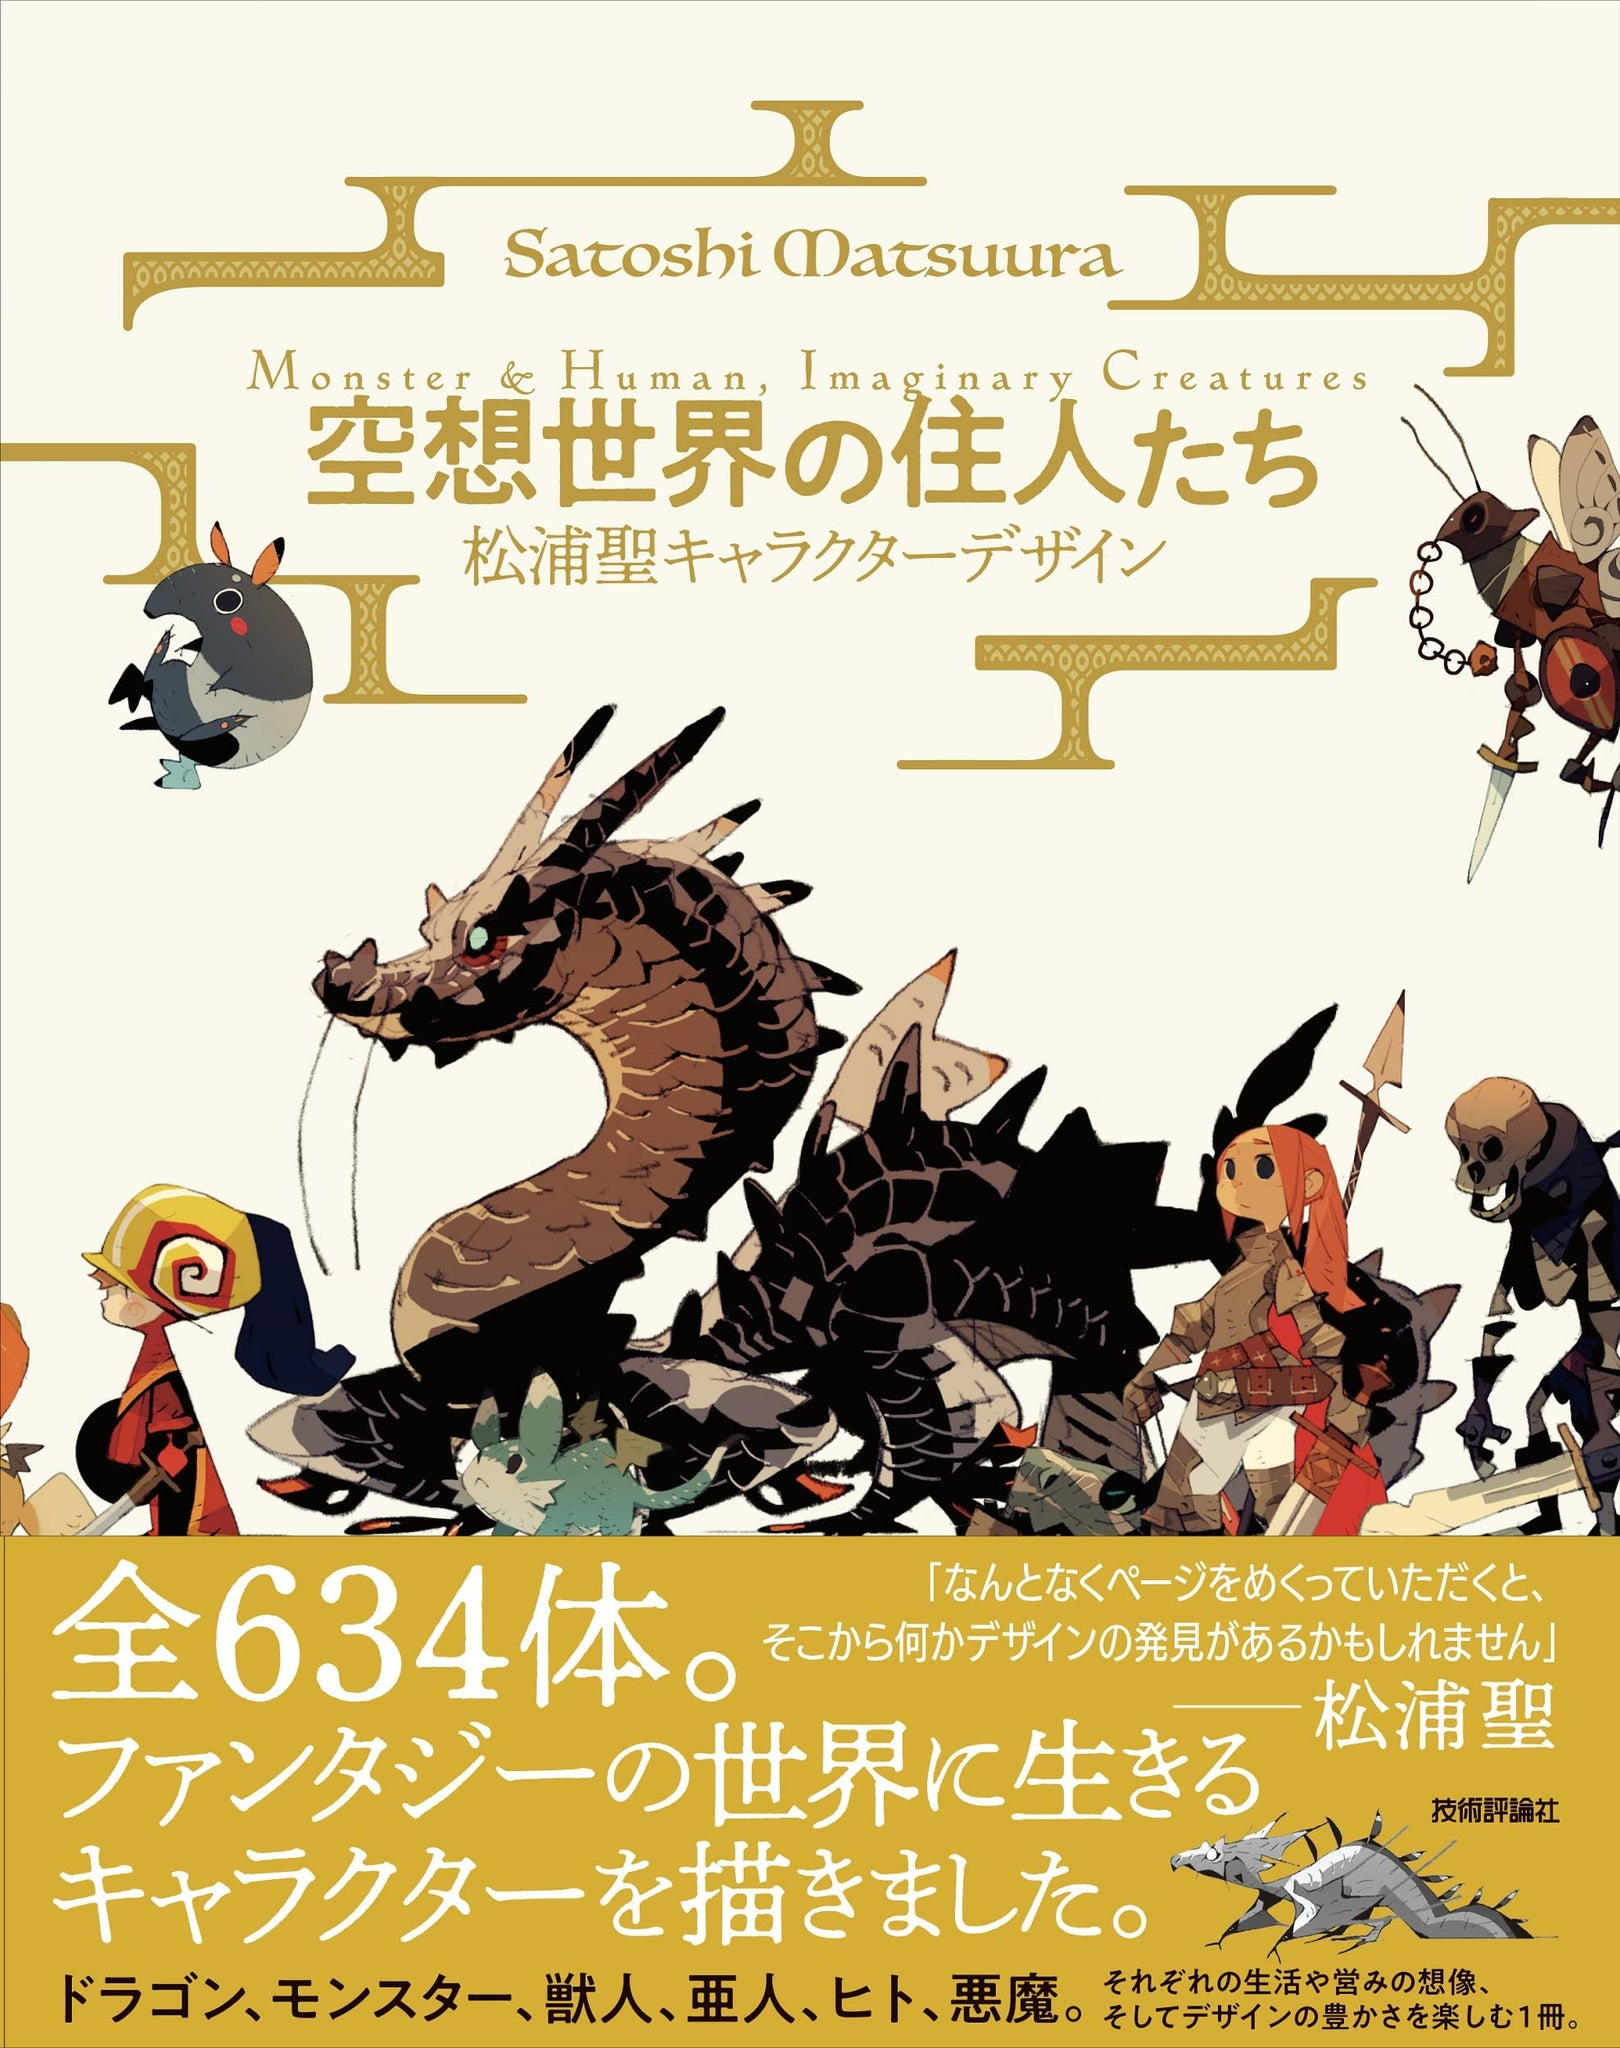 Satoshi Matsuura
Monster & Human, Imaginary Creatures
空想世界の住人たち
松浦聖キャラクターデザイン
全634体。
ファンタジーの世界に生きる
キャラクターを描きました。
「なんとなくページをめくっていただくと、
そこから何かデザインの発見があるかもしれません」
——松浦聖
技術評論社
ドラゴン、モンスター、獣人、亜人、ヒト、悪魔。
それぞれの生活や営みの想像、
そしてデザインの豊かさを楽しむ1冊。